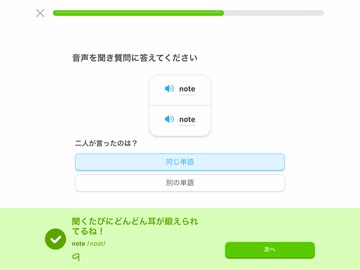 音声を聞き質問に答えてください
note
note
二人が言ったのは？
同じ単語
別の単語
聞くたびにどんどん耳が鍛えられ
てるね！
note /noot/
次へ